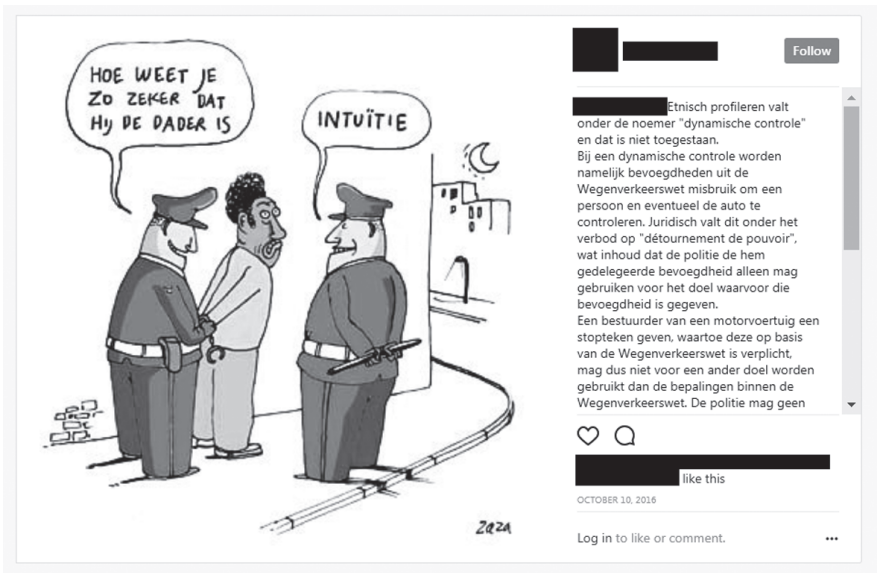 HOE WEET JE
ZO ZEKER DAT
HIJ DE DADER IS
INTUÏTIE
zaza
Follow
Etnisch profileren valt
onder de noemer "dynamische controle"
en dat is niet toegestaan.
Bij een dynamische controle worden
namelijk bevoegdheden uit de
Wegenverkeerswet misbruik om een
persoon en eventueel de auto te
controleren. Juridisch valt dit onder het
verbod op "détournement de pouvoir",
wat inhoud dat de politie de hem
gedelegeerde bevoegdheid alleen mag
gebruiken voor het doel waarvoor die
bevoegdheid is gegeven.
Een bestuurder van een motorvoertuig een
stopteken geven, waartoe deze op basis
van de Wegenverkeerswet is verplicht,
mag dus niet voor een ander doel worden
gebruikt dan de bepalingen binnen de
Wegenverkeerswet. De politie mag geen
like this
OCTOBER 10, 2016
Log in to like or comment.